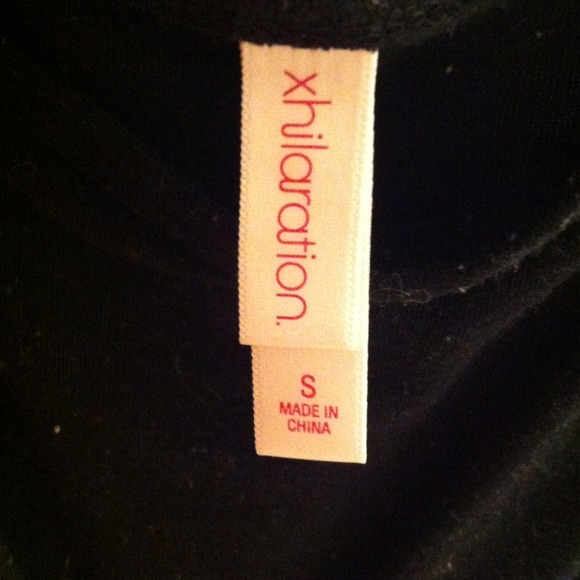 xhilaration.
S
MADE IN
CHINA